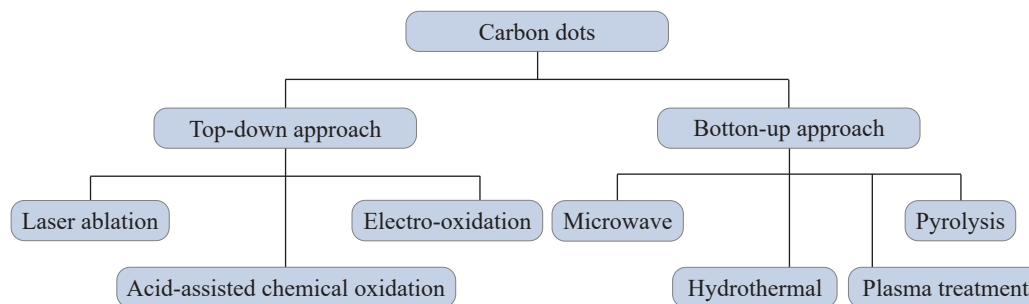 Carbon dots
Top-down approach
Botton-up approach
Laser ablation
Electro-oxidation
Microwave
Pyrolysis
Acid-assisted chemical oxidation
Hydrothermal
Plasma treatment